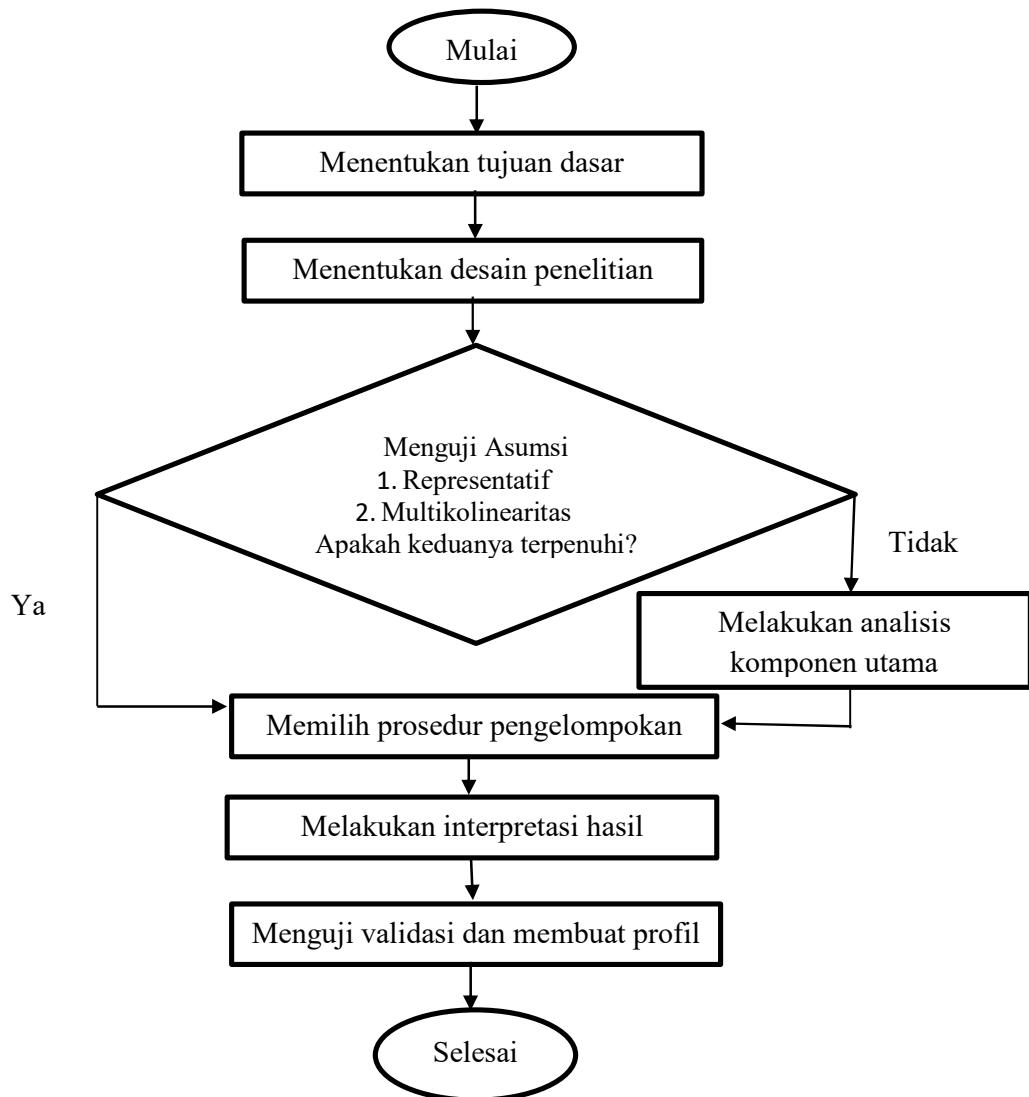 Mulai
Menentukan tujuan dasar
Menentukan desain penelitian
Menguji Asumsi
1. Representatif
2. Multikolinearitas
Apakah keduanya terpenuhi?
Tidak
Ya
Melakukan analisis
komponen utama
Memilih prosedur pengelompokan
Melakukan interpretasi hasil
Menguji validasi dan membuat profil
Selesai